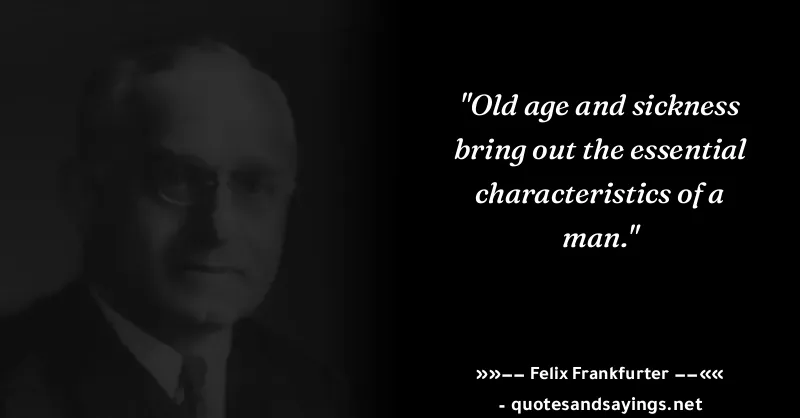 "Old age and sickness
bring out the essential
characteristics of a
man."
»»–– Felix Frankfurter ––««
- quotesandsayings.net